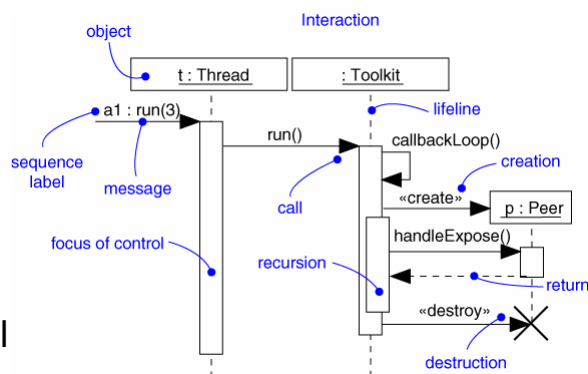 Interaction
object
t : Thread
: Toolkit
a1 : run(3)
lifeline
run()
callbackLoop()
sequence
label
message
creation
call
«create»
p : Peer
focus of control
handleExpose()
recursion
return
«destroy»
destruction